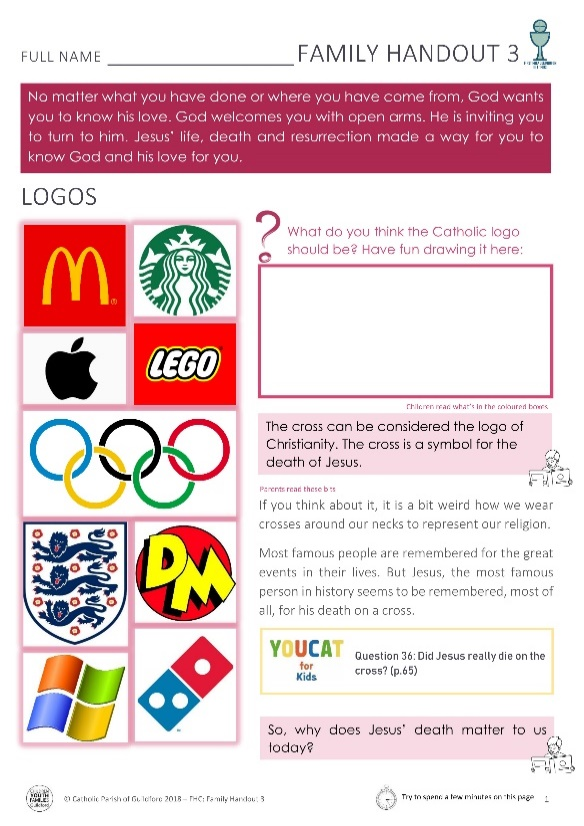 FULL NAME
FAMILY HANDOUT 3
No matter what you have done or where you have come from, God wants
you to know his love. God welcomes you with open arms. He is inviting you
to turn to him. Jesus' life, death and resurrection made a way for you to
know God and his love for you.
LOGOS
LEGO
DM
? What do you think the Catholic logo
should be? Have fun drawing it here:
Children read what's in the coloured boxes
The cross can be considered the logo of
Christianity. The cross is a symbol for the
death of Jesus.
Parents read these bits
If you think about it, it is a bit weird how we wear
crosses around our necks to represent our religion.
Most famous people are remembered for the great
events in their lives. But Jesus, the most famous
person in history seems to be remembered, most of
all, for his death on a cross.
YOUCAT
for
Kids
Question 36: Did Jesus really die on the
cross? (p.65)
So, why does Jesus' death matter to us
today?
YOUTH
FAMILIES
Guildford
© Catholic Parish of Guildford 2018 – FHC: Family Handout 3
Try to spend a few minutes on this page
1